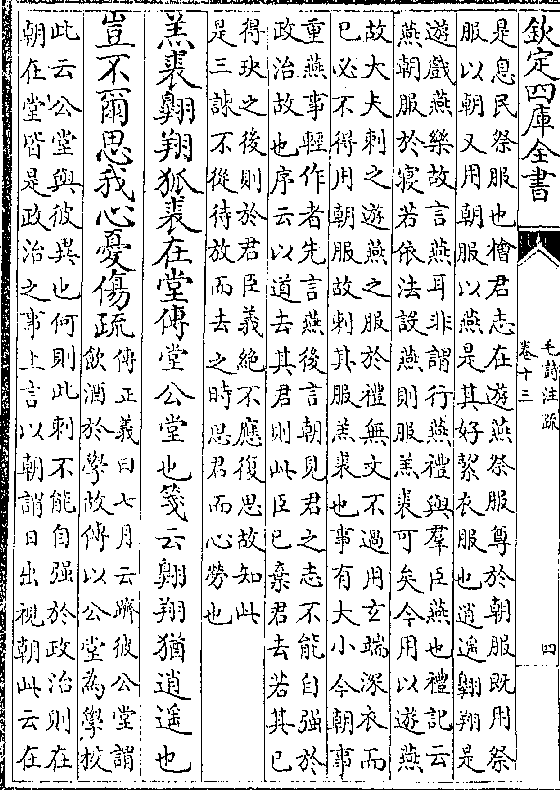 欽定四庫全書
毛詩注疏
卷十三
四
是息民祭服也檜君志在遊燕祭服尊於朝服既用祭
服以朝又用朝服以燕是其好絜衣服也逍遥翱翔是
遊戲燕樂故言燕耳非謂行燕禮與羣臣燕也禮記云
燕朝服於寢若依法設燕則服羔裘可矣今用以遊燕
故大夫刺之遊燕之服於禮無文不過用玄端深衣而
已必不得用朝服故刺其服羔裘也事有大小今朝事
重燕事輕作者先言燕後言朝見君之志不能自强於
政治故也序云以道去其君則此臣已棄君去若其已
得玦之後則於君臣義絶不應復思故知此
是三諫不從待放而去之時思君而心勞也
羔裘翱翔狐裘在堂傳堂公堂也箋云翱翔猶逍遥也
豈不爾思我心憂傷疏傳正義曰七月云躋彼公堂謂
飲酒於學故傳以公堂為學校
此云公堂與彼異也何則此刺不能自强於政治則在
朝在堂皆是政治之事上言以朝謂日出視朝此云在